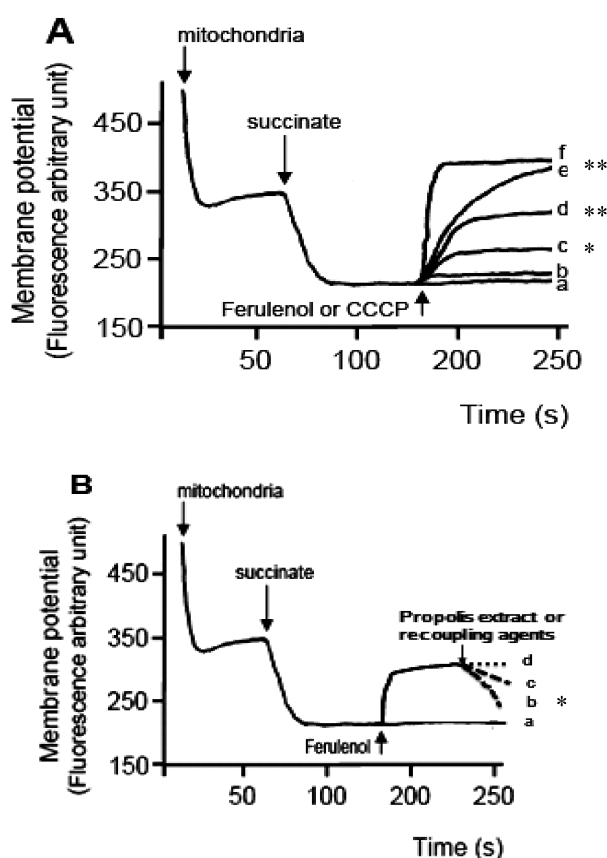 A
mitochondria
succinate
Membrane potential
(Fluorescence arbitrary unit)
450
350
250
150
f
e **
d **
c *
b
a
Ferulenol or CCCP
50 100 200 250
Time (s)
B
mitochondria
succinate
Membrane potential
(Fluorescence arbitrary unit)
450
350
250
150
Propolis extract or
recoupling agents
d
c
b *
a
Ferulenol
50 100 200 250
Time (s)